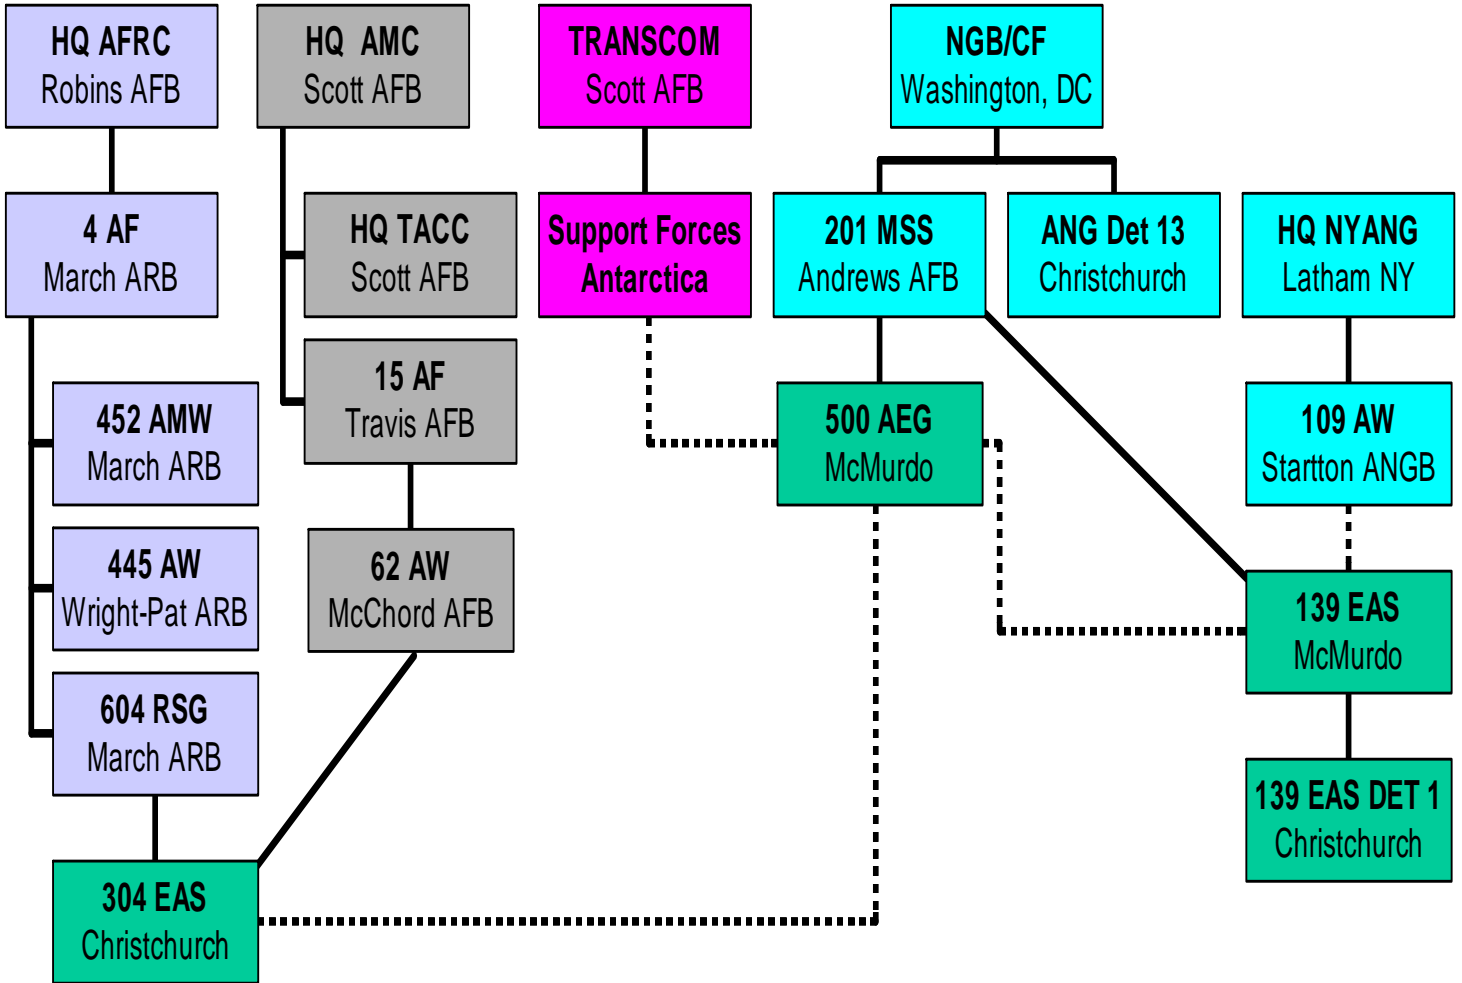 HQ AFRC
Robins AFB
HQ AMC
Scott AFB
TRANSCOM
Scott AFB
NGB/CF
Washington, DC
4 AF
March ARB
HQ TACC
Scott AFB
Support Forces
Antarctica
201 MSS
Andrews AFB
ANG Det 13
Christchurch
HQ NYANG
Latham NY
15 AF
Travis AFB
452 AMW
March ARB
500 AEG
McMurdo
109 AW
Startton ANGB
445 AW
Wright-Pat ARB
62 AW
McChord AFB
139 EAS
McMurdo
604 RSG
March ARB
139 EAS DET 1
Christchurch
304 EAS
Christchurch